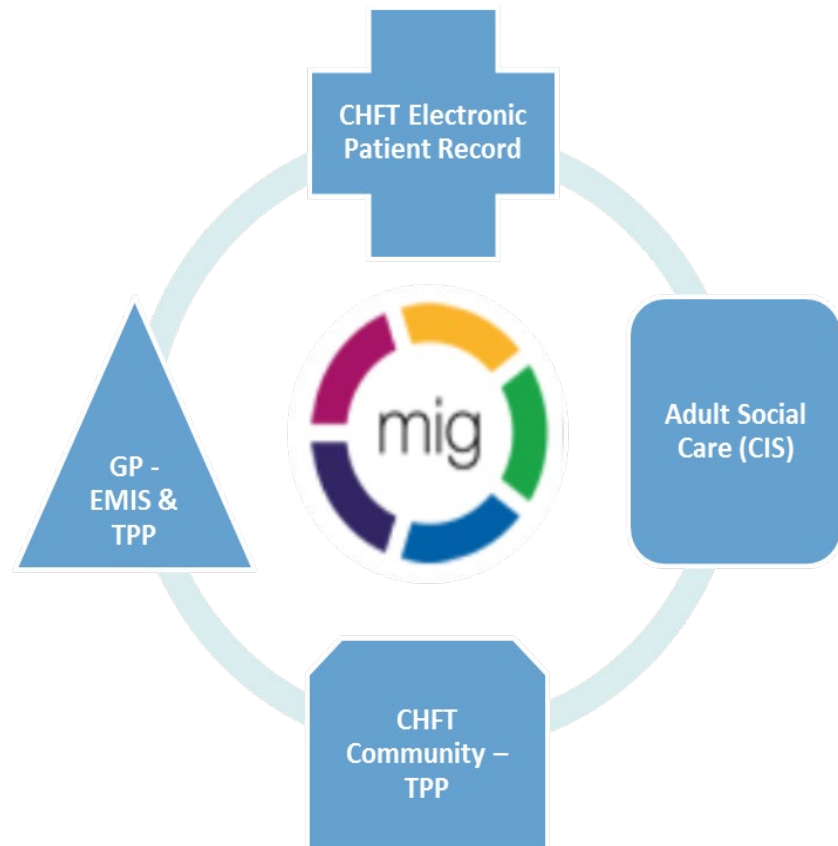 CHFT Electronic
Patient Record
Adult Social
Care (CIS)
mig
GP -
EMIS &
TPP
CHFT
Community –
TPP